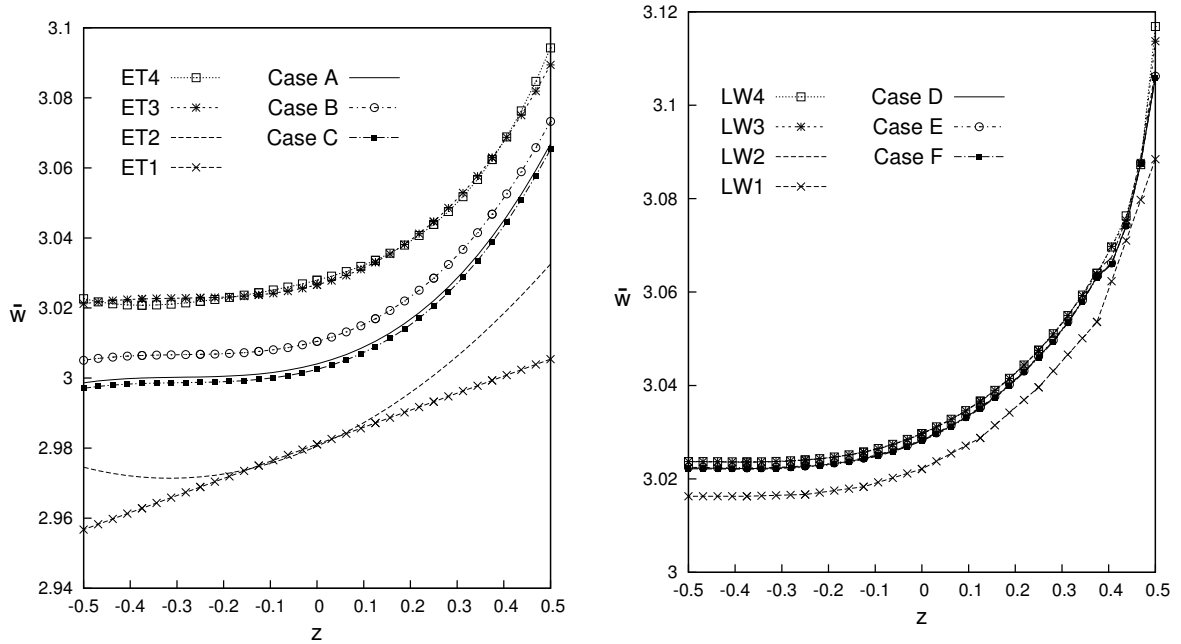 3.1
3.08
3.06
3.04
3.02
3
2.98
2.96
2.94
w̄
ET4
ET3
ET2
ET1
Case A
Case B
Case C
-0.5 -0.4 -0.3 -0.2 -0.1 0 0.1 0.2 0.3 0.4 0.5
z
3.12
3.1
3.08
3.06
3.04
3.02
3
w̄
LW4
LW3
LW2
LW1
Case D
Case E
Case F
-0.5 -0.4 -0.3 -0.2 -0.1 0 0.1 0.2 0.3 0.4 0.5
z